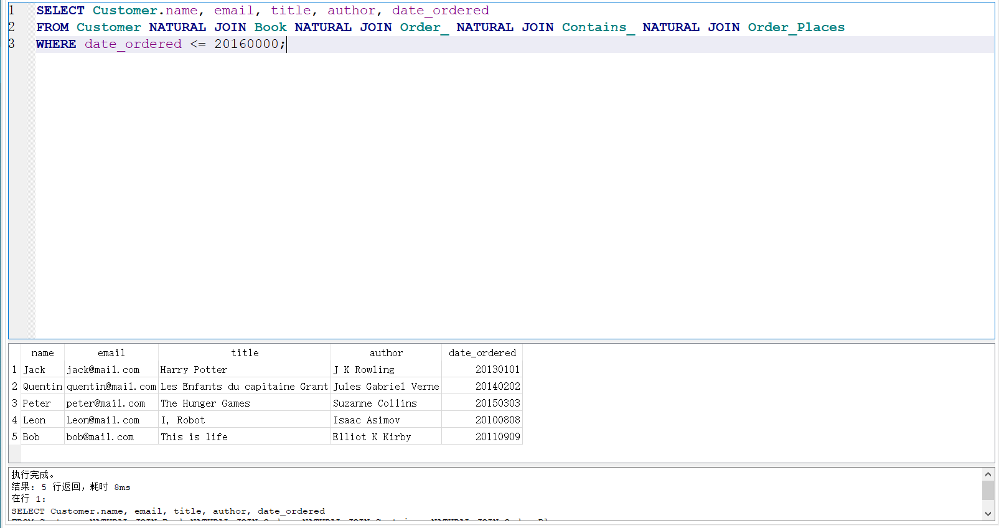 1 SELECT Customer.name, email, title, author, date_ordered
2 FROM Customer NATURAL JOIN Book NATURAL JOIN Order_ NATURAL JOIN Contains_ NATURAL JOIN Order_Places
3 WHERE date_ordered <= 20160000;
name email title author date_ordered
1 Jack jack@mail.com Harry Potter J K Rowling 20130101
2 Quentin quentin@mail.com Les Enfants du capitaine Grant Jules Gabriel Verne 20140202
3 Peter peter@mail.com The Hunger Games Suzanne Collins 20150303
4 Leon Leon@mail.com I, Robot Isaac Asimov 20100808
5 Bob bob@mail.com This is life Elliot K Kirby 20110909
执行完成。
结果: 5 行返回，耗时 8ms
在行 1:
SELECT Customer.name, email, title, author, date_ordered